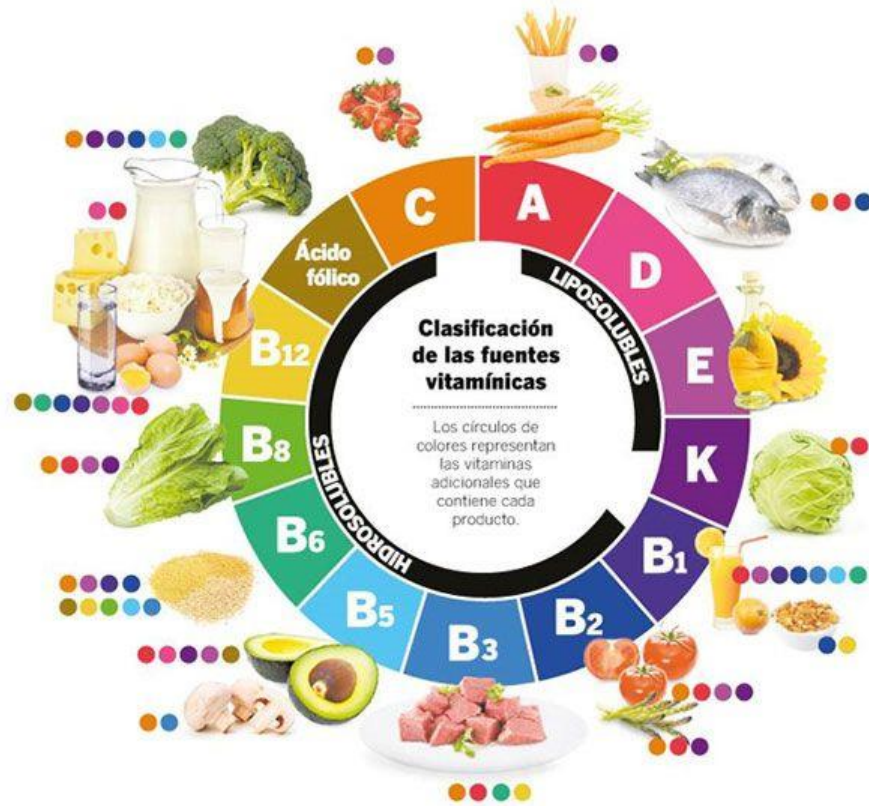 C
A
D
E
K
B1
B2
B3
B5
B6
B8
B12
Ácido
fólico
LIPOSOLUBLES
HIDROSOLUBLES
Clasificación
de las fuentes
vitamínicas
Los círculos de
colores representan
las vitaminas
adicionales que
contiene cada
producto.